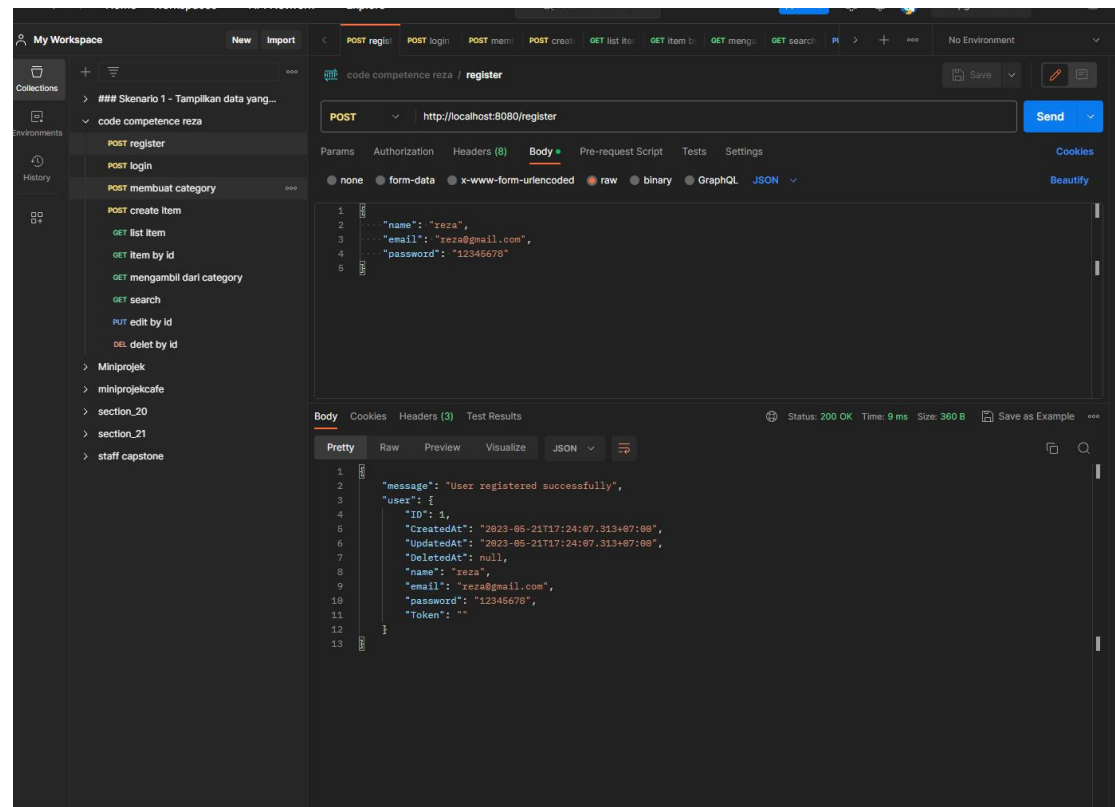 My Workspace
New Import
POST regist POST login POST mem POST creat GET list iter GET item b GET menga GET search
No Environment
Collections
Environments
History
### Skenario 1 - Tampilkan data yang...
code competence reza
POST register
POST login
POST membuat category
POST create item
GET list item
GET item by id
GET mengambil dari category
GET search
PUT edit by id
DEL delet by id
Miniprojek
miniprojekcafe
section_20
section_21
staff capstone
HTTP code competence reza / register
Save
POST http://localhost:8080/register
Send
Params Authorization Headers (8) Body Pre-request Script Tests Settings
Cookies
none form-data x-www-form-urlencoded raw binary GraphQL JSON
Beautify
1 {
2 "name": "reza",
3 "email": "reza@gmail.com",
4 "password": "12345678"
5 }
Body Cookies Headers (3) Test Results
Status: 200 OK Time: 9 ms Size: 360 B Save as Example
Pretty Raw Preview Visualize JSON
1 {
2 "message": "User registered successfully",
3 "user": {
4 "ID": 1,
5 "CreatedAt": "2023-05-21T17:24:07.313+07:00",
6 "UpdatedAt": "2023-05-21T17:24:07.313+07:00",
7 "DeletedAt": null,
8 "name": "reza",
9 "email": "reza@gmail.com",
10 "password": "12345678",
11 "Token": ""
12 }
13 }